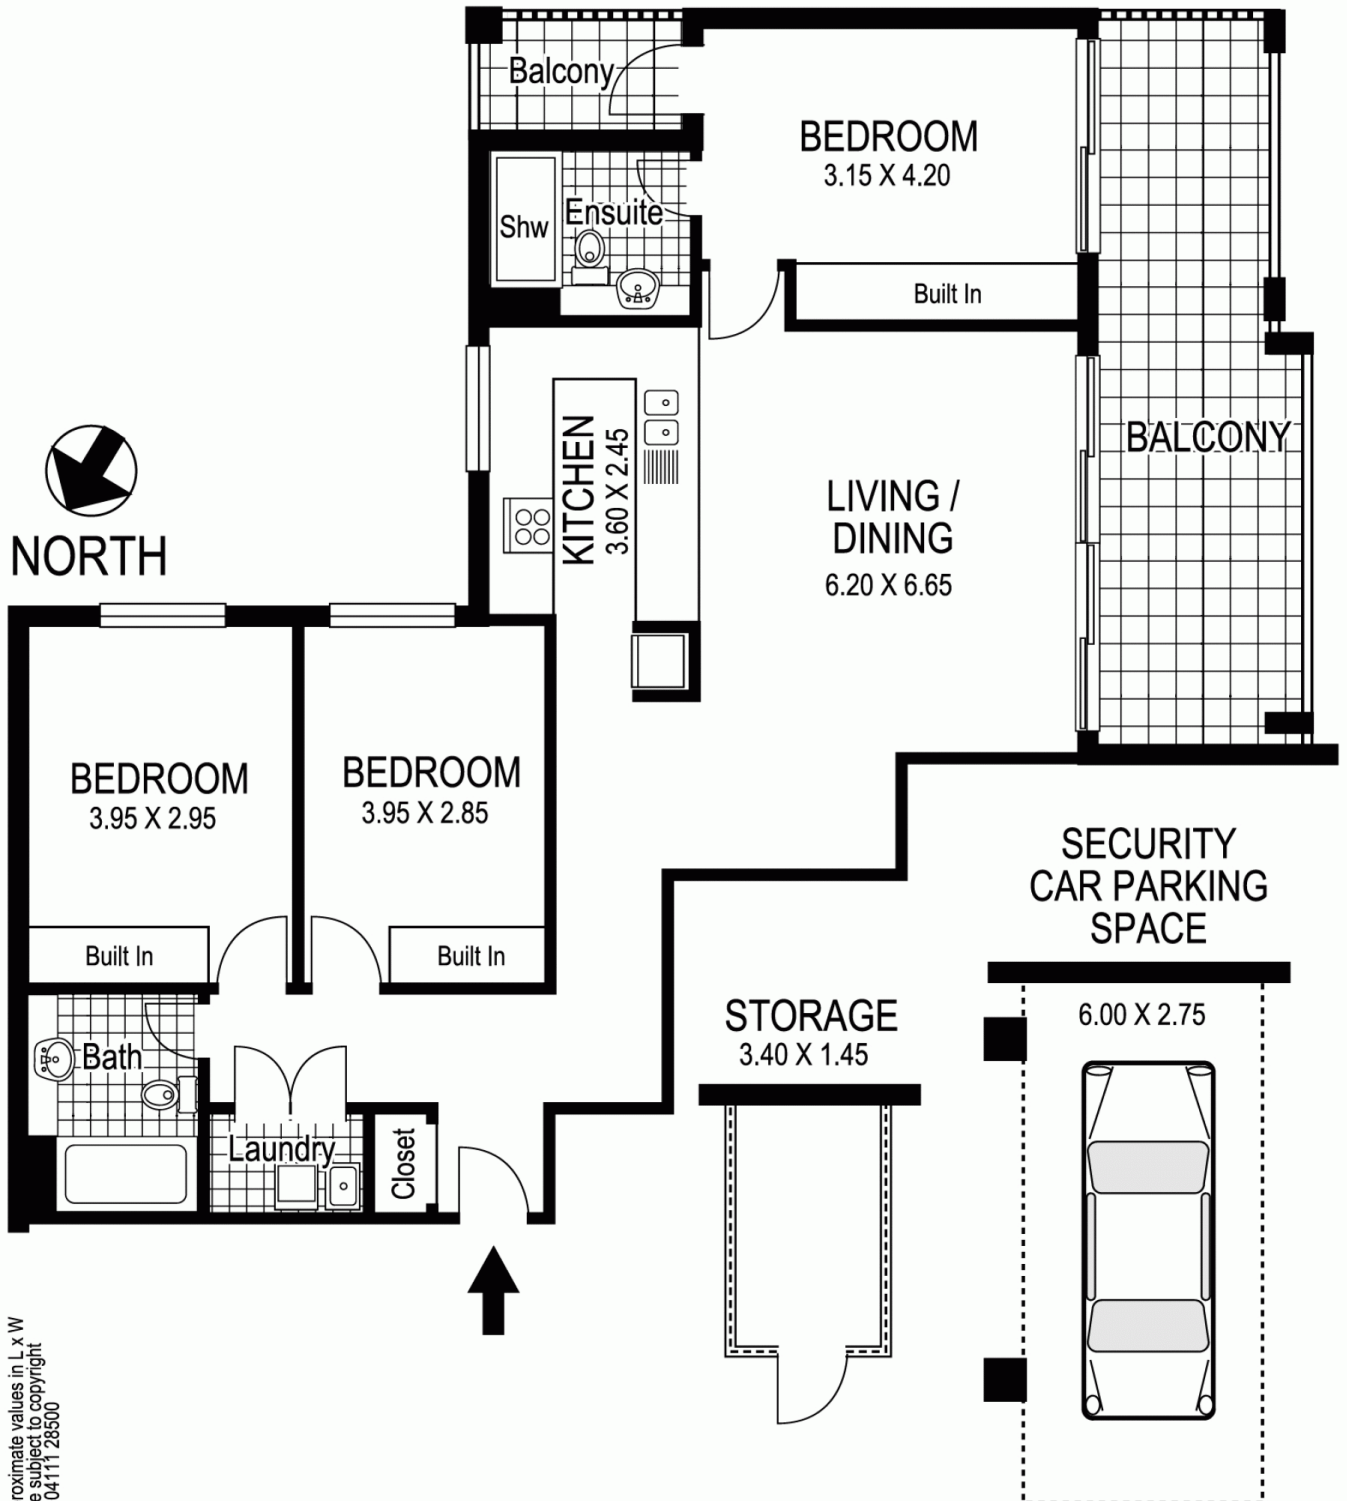 Balcony
BEDROOM
3.15 X 4.20
Ensuite
Shw
Built In
KITCHEN
3.60 X 2.45
LIVING /
DINING
6.20 X 6.65
BALCONY
NORTH
BEDROOM
3.95 X 2.95
BEDROOM
3.95 X 2.85
Built In
Built In
Bath
Laundry
Closet
STORAGE
3.40 X 1.45
SECURITY
CAR PARKING
SPACE
6.00 X 2.75
values in L x W
subject to copyright
04111 28500